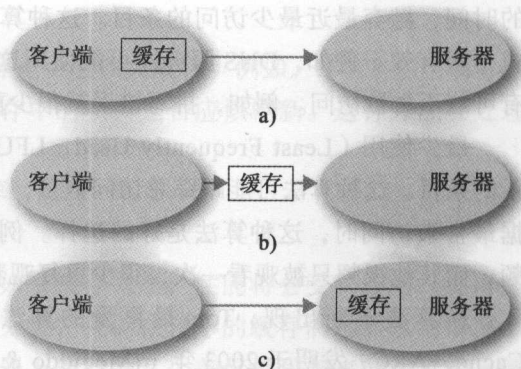 客户端 缓存 服务器
a)
客户端 缓存 服务器
b)
客户端 缓存 服务器
c)